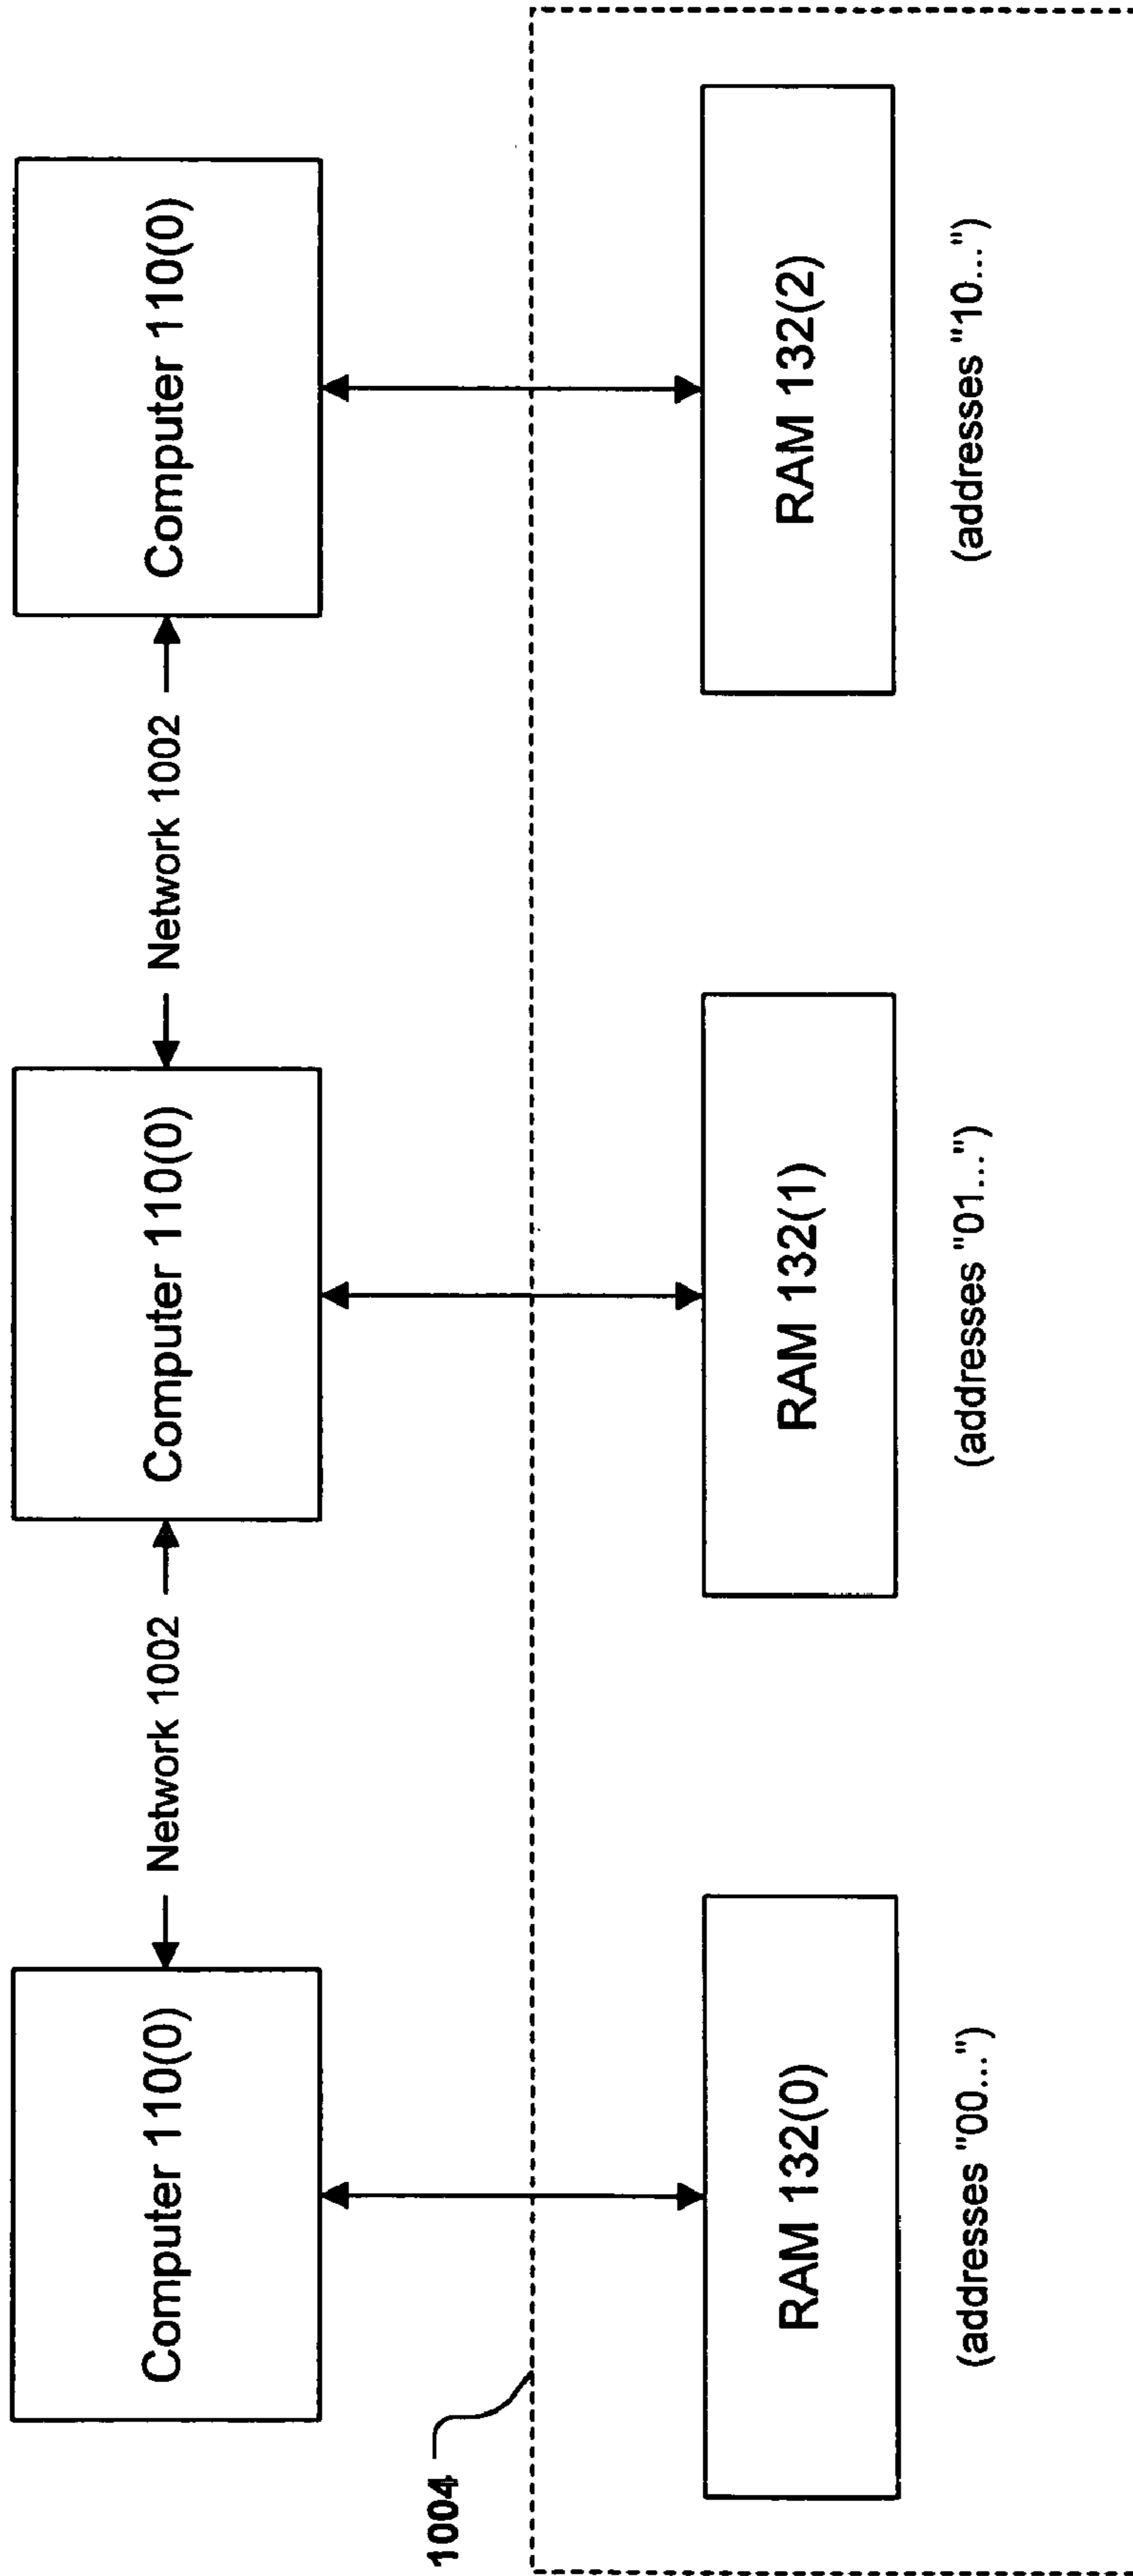 Computer 110(0)
Network 1002
Computer 110(0)
Network 1002
Computer 110(0)
1004
RAM 132(0)
RAM 132(1)
RAM 132(2)
(addresses "00...")
(addresses "01...")
(addresses "10...")